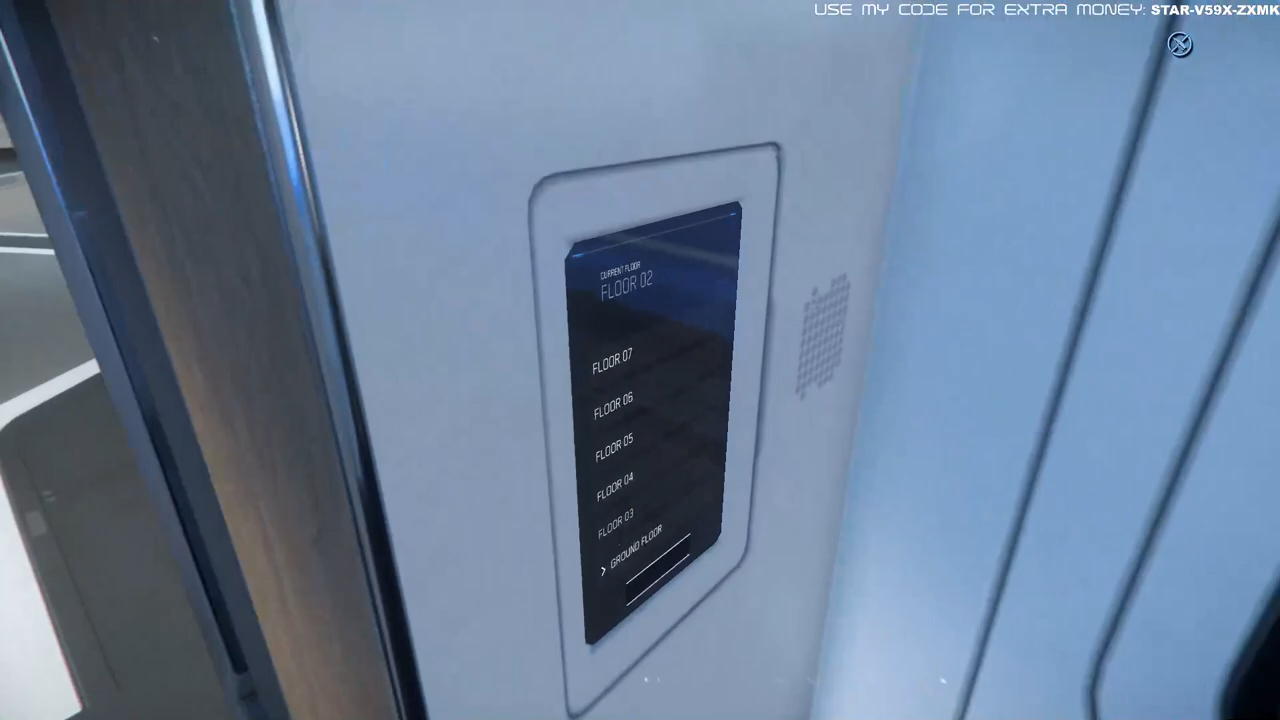 USE MY CODE FOR EXTRA MONEY: STAR-V59X-ZXMK
CURRENT FLOOR
FLOOR 02
FLOOR 07
FLOOR 06
FLOOR 05
FLOOR 04
FLOOR 03
> GROUND FLOOR